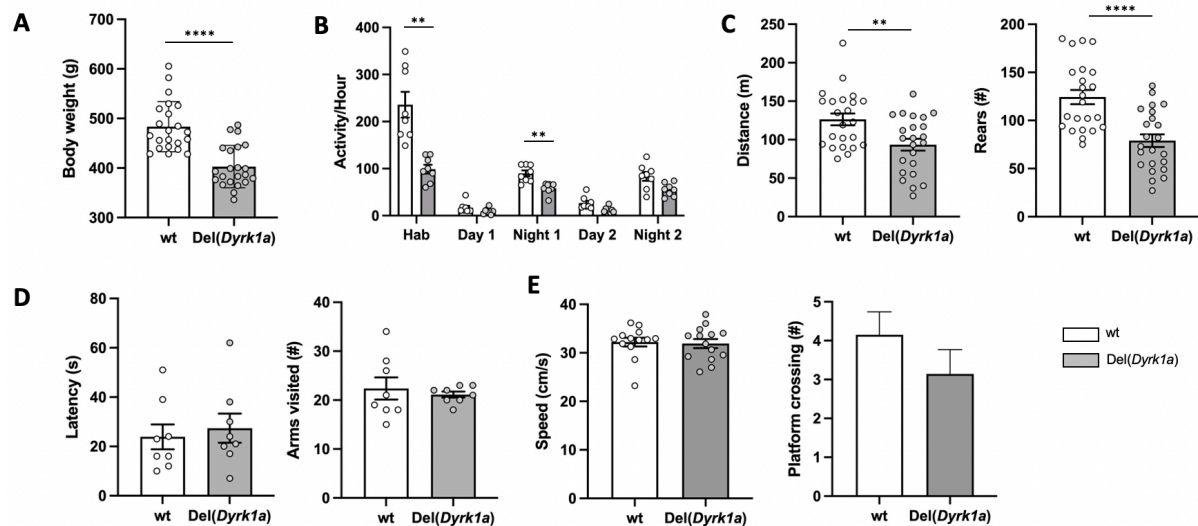 A
Body weight (g)
700
600
500
400
300
****
wt
Del(Dyrk1a)
B
Activity/Hour
400
300
200
100
0
**
**
Hab
Day 1
Night 1
Day 2
Night 2
C
Distance (m)
250
200
150
100
50
0
**
wt
Del(Dyrk1a)
Rears (#)
200
150
100
50
0
****
wt
Del(Dyrk1a)
D
Latency (s)
80
60
40
20
0
wt
Del(Dyrk1a)
Arms visited (#)
40
30
20
10
0
wt
Del(Dyrk1a)
E
Speed (cm/s)
40
30
20
10
0
wt
Del(Dyrk1a)
Platform crossing (#)
5
4
3
2
1
0
wt
Del(Dyrk1a)
wt
Del(Dyrk1a)